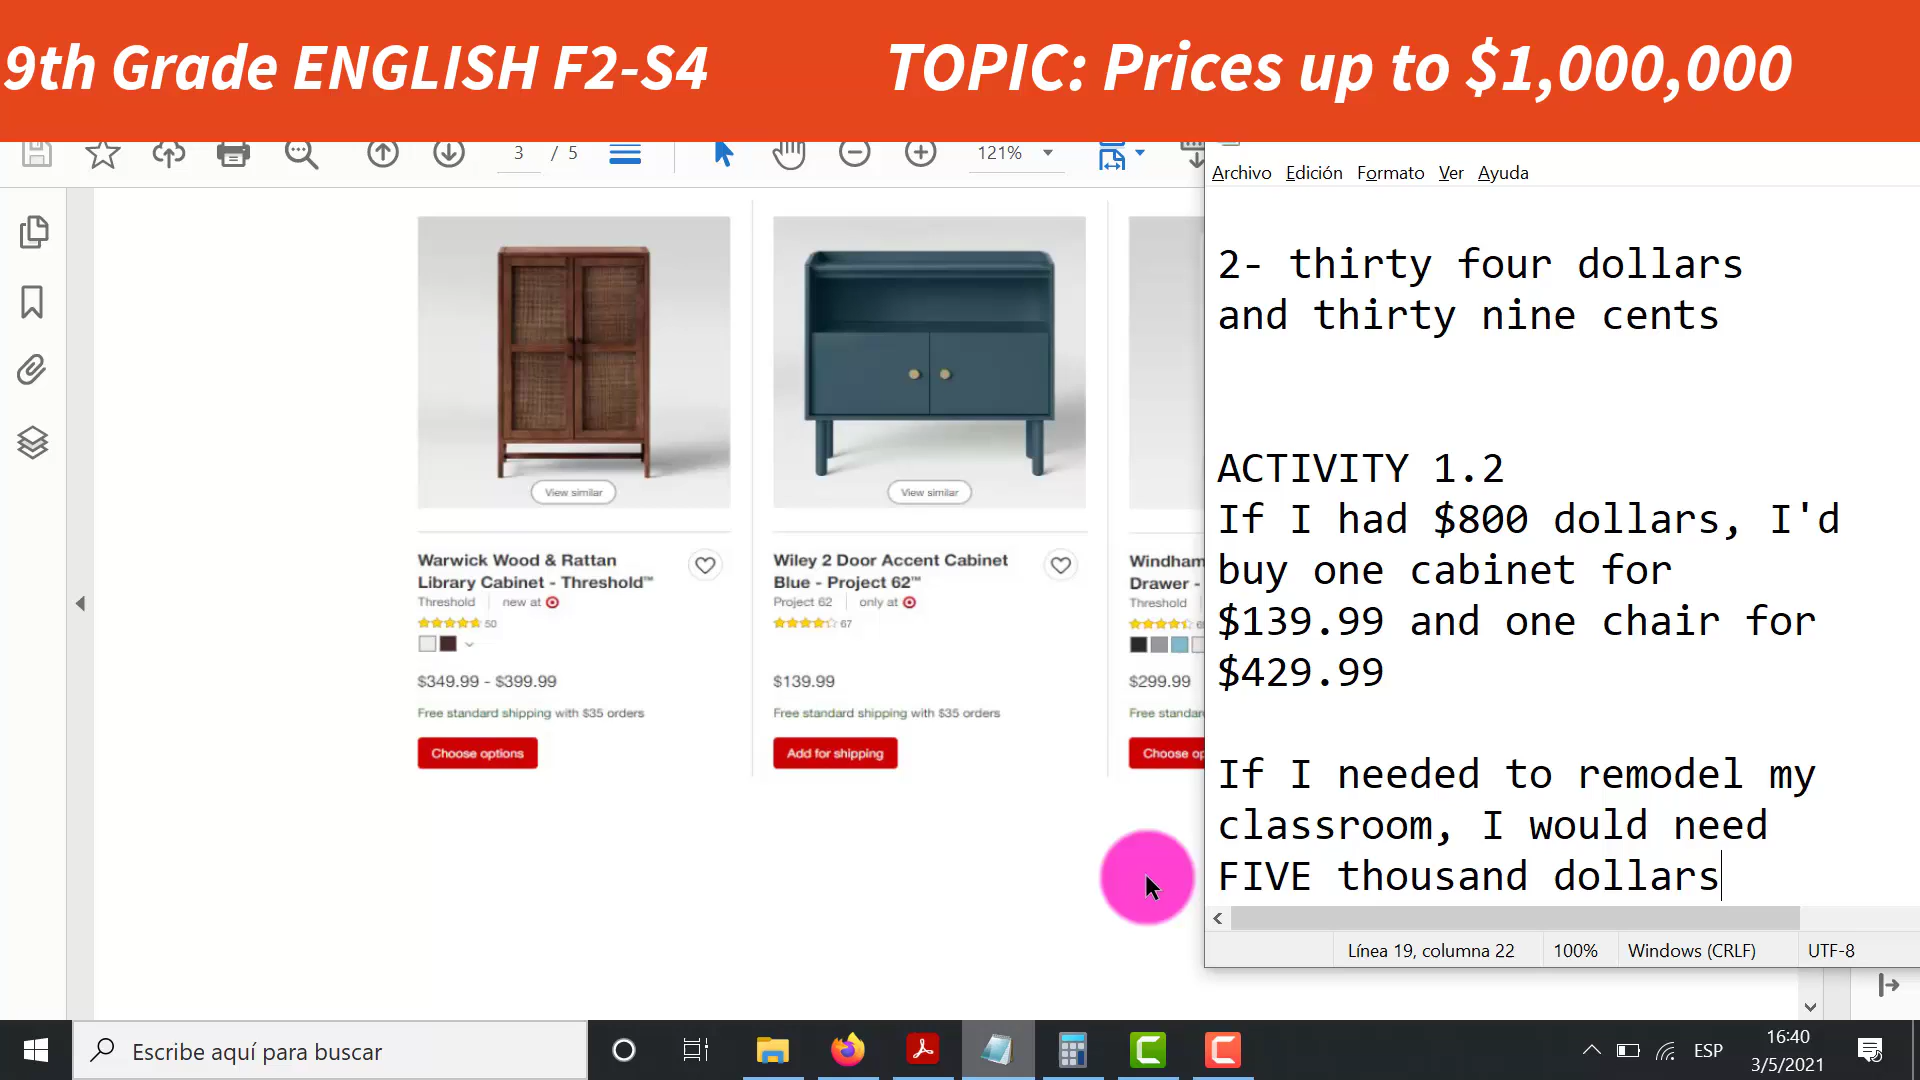 9th Grade ENGLISH F2-S4
TOPIC: Prices up to $1,000,000
3 / 5
121%
Archivo Edición Formato Ver Ayuda
2- thirty four dollars
and thirty nine cents
ACTIVITY 1.2
If I had $800 dollars, I'd
buy one cabinet for
$139.99 and one chair for
$429.99
If I needed to remodel my
classroom, I would need
FIVE thousand dollars
Línea 19, columna 22
100%
Windows (CRLF)
UTF-8
View similar
Warwick Wood & Rattan
Library Cabinet - Threshold™
Threshold new at
50
$349.99 - $399.99
Free standard shipping with $35 orders
Choose options
View similar
Wiley 2 Door Accent Cabinet
Blue - Project 62™
Project 62 only at
67
$139.99
Free standard shipping with $35 orders
Add for shipping
Windham
Drawer -
Threshold
$299.99
Free standar
Choose op
Escribe aquí para buscar
ESP
16:40
3/5/2021